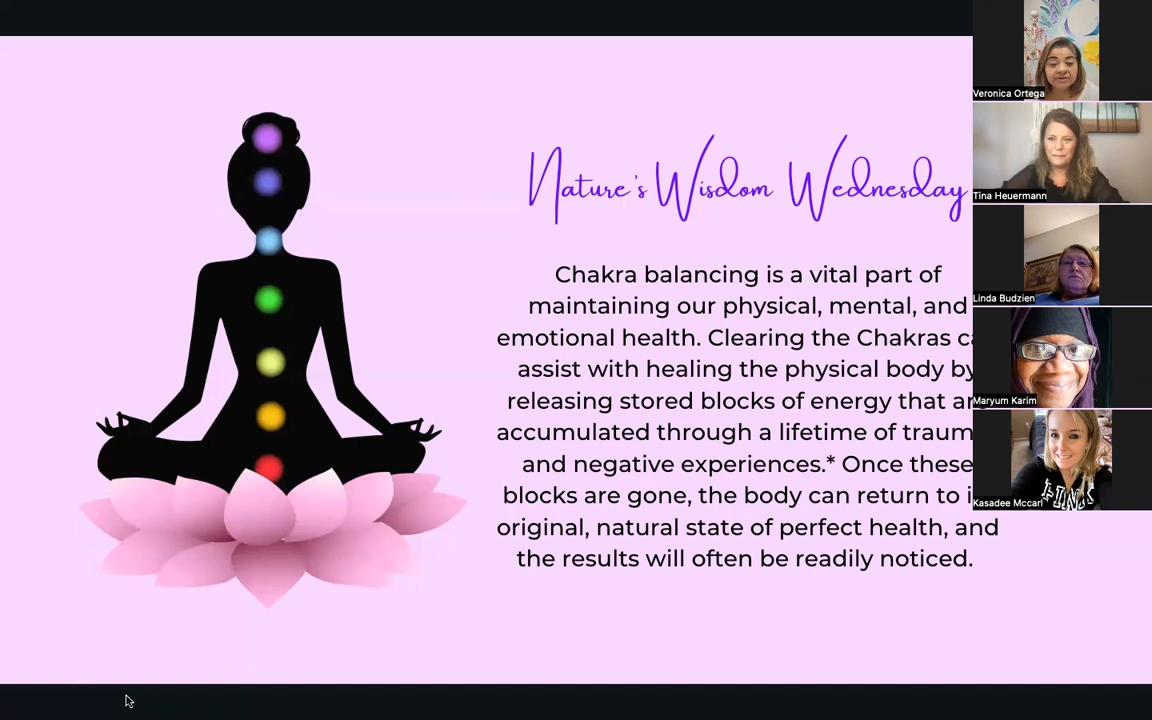 Nature's Wisdom Wednesday
Chakra balancing is a vital part of
maintaining our physical, mental, and
emotional health. Clearing the Chakras
assist with healing the physical body by
releasing stored blocks of energy that
accumulated through a lifetime of
and negative experiences.* Once these
blocks are gone, the body can return to
original, natural state of perfect health, and
the results will often be readily noticed.
Veronica Ortega
Tina Heuermann
Linda Budzien
Maryum Karim
Kasadee Mccarl